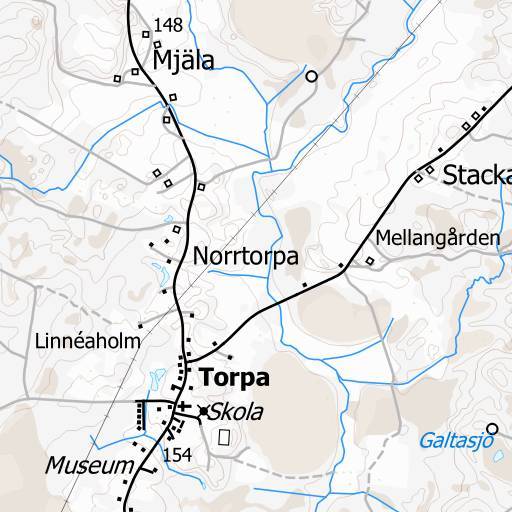 148
Mjäla
Stacka
Mellangården
Norrtorpa
Linnéaholm
Torpa
Skola
Galtasjö
154
Museum